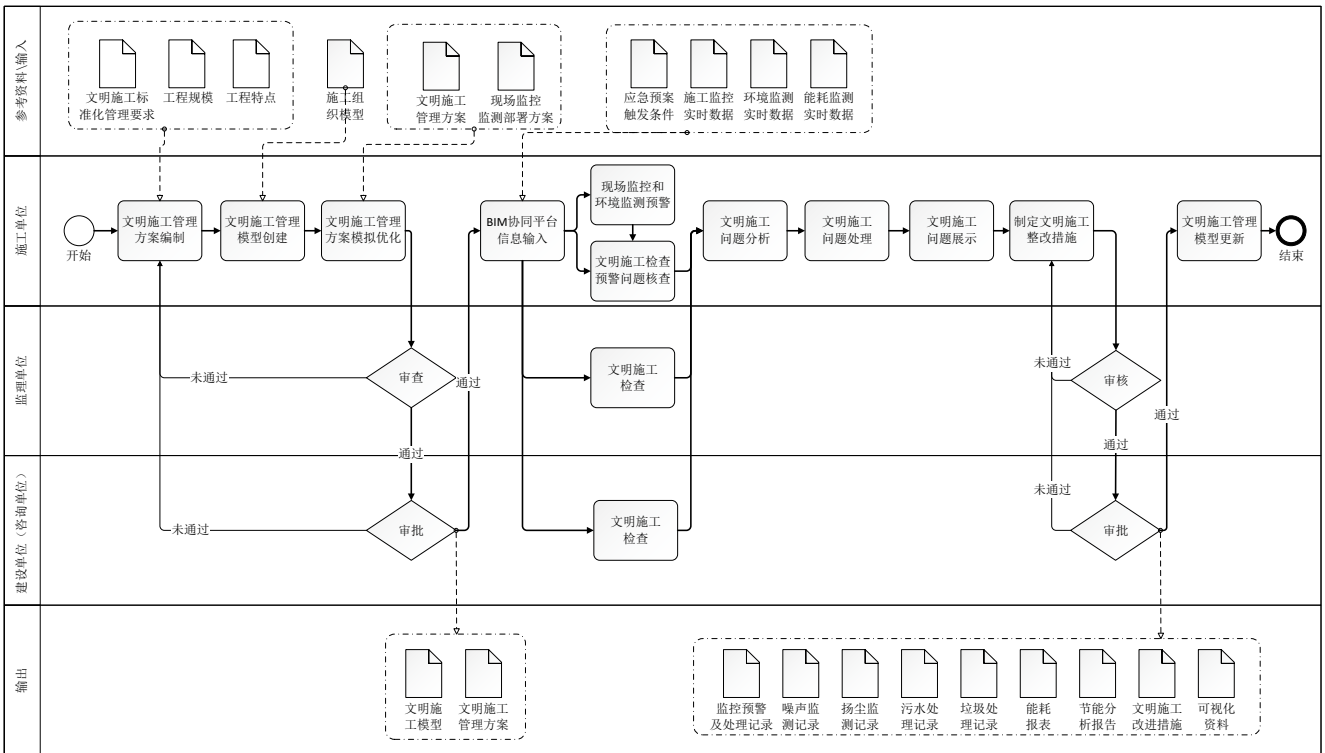 参考资料\输入
文明施工标
准化管理要求
工程规模
工程特点
施工组
织模型
文明施工
管理方案
现场监控
监测部署方案
应急预案
触发条件
施工监控
实时数据
环境监测
实时数据
能耗监测
实时数据
施工单位
开始
文明施工管理
方案编制
文明施工管理
模型创建
文明施工管理
方案模拟优化
BIM协同平台
信息输入
现场监控和
环境监测预警
文明施工检查
预警问题核查
文明施工
问题分析
文明施工
问题处理
文明施工
问题展示
制定文明施工
整改措施
文明施工管理
模型更新
结束
监理单位
未通过
审查
通过
通过
文明施工
检查
未通过
审核
通过
通过
建设单位（咨询单位）
未通过
审批
文明施工
检查
未通过
审批
输出
文明施
工模型
文明施工
管理方案
监控预警
及处理记录
噪声监
测记录
扬尘监
测记录
污水处
理记录
垃圾处
理记录
能耗
报表
节能分
析报告
文明施工
改进措施
可视化
资料